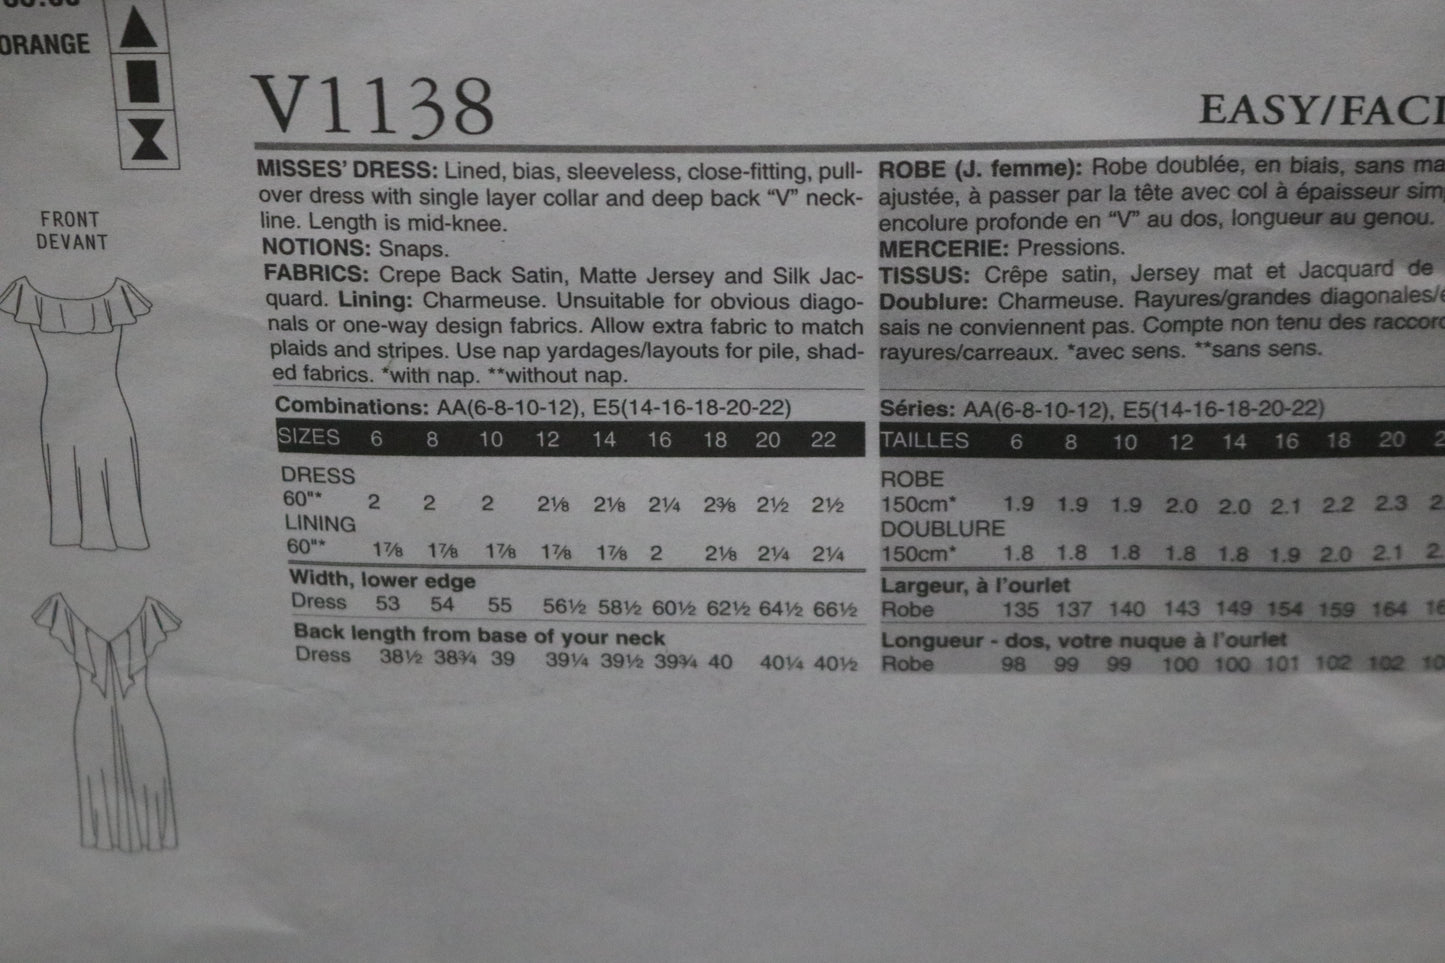 ORANGE
FRONT
DEVANT
V1138
EASY/FACI
MISSES' DRESS: Lined, bias, sleeveless, close-fitting, pull-
over dress with single layer collar and deep back “V” neck-
line. Length is mid-knee.
NOTIONS: Snaps.
FABRICS: Crepe Back Satin, Matte Jersey and Silk Jac-
quard. Lining: Charmeuse. Unsuitable for obvious diago-
nals or one-way design fabrics. Allow extra fabric to match
plaids and stripes. Use nap yardages/layouts for pile, shad-
ed fabrics. *with nap. **without nap.
Combinations: AA(6-8-10-12), E5(14-16-18-20-22)
SIZES 6 8 10 12 14 16 18 20 22
DRESS
60"* 2 2 2 2⅛ 2⅛ 2¼ 2⅜ 2½ 2½
LINING
60"* 1⅞ 1⅞ 1⅞ 1⅞ 1⅞ 2 2⅛ 2¼ 2¼
Width, lower edge
Dress 53 54 55 56½ 58½ 60½ 62½ 64½ 66½
Back length from base of your neck
Dress 38½ 38¾ 39 39¼ 39½ 39¾ 40 40¼ 40½
ROBE (J. femme): Robe doublée, en biais, sans ma
ajustée, à passer par la tête avec col à épaisseur sim
encolure profonde en “V” au dos, longueur au genou.
MERCERIE: Pressions.
TISSUS: Crêpe satin, Jersey mat et Jacquard de
Doublure: Charmeuse. Rayures/grandes diagonales/
sais ne conviennent pas. Compte non tenu des raccord
rayures/carreaux. *avec sens. **sans sens.
Séries: AA(6-8-10-12), E5(14-16-18-20-22)
TAILLES 6 8 10 12 14 16 18 20 2
ROBE
150cm* 1.9 1.9 1.9 2.0 2.0 2.1 2.2 2.3 2.
DOUBLURE
150cm* 1.8 1.8 1.8 1.8 1.8 1.9 2.0 2.1 2.
Largeur, à l'ourlet
Robe 135 137 140 143 149 154 159 164 16
Longueur - dos, votre nuque à l'ourlet
Robe 98 99 99 100 100 101 102 102 10